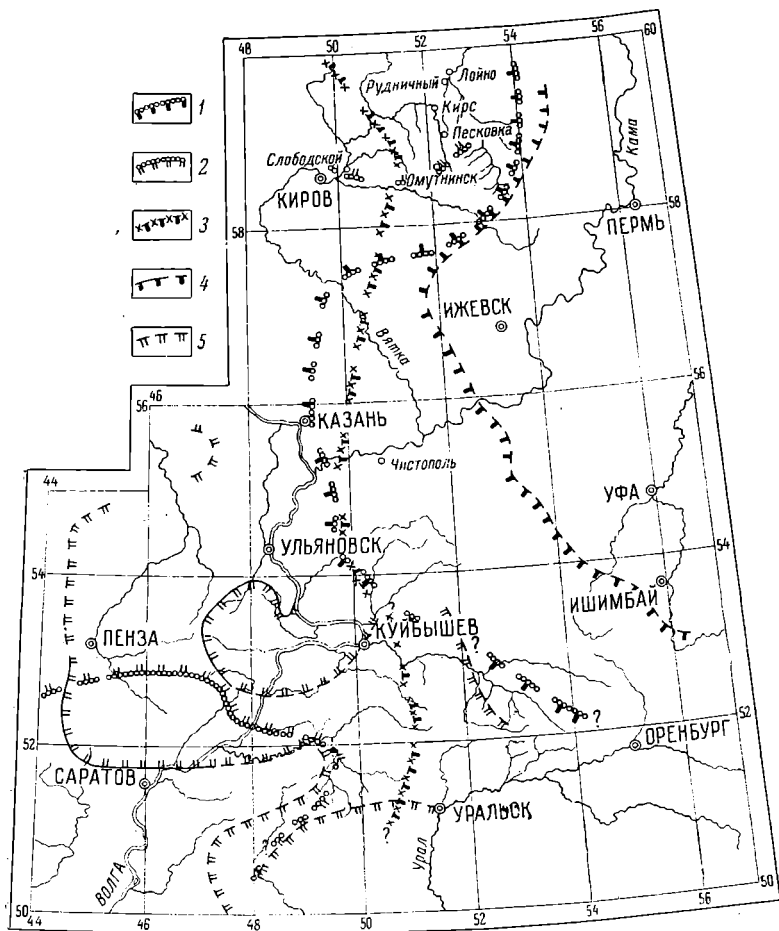 48
50
52
54
56
60
1
2
3
4
5
Рудничный
Лойно
Кирс
Песковка
Слободской
Омутнинск
КИРОВ
Кама
58
58
ПЕРМЬ
ИЖЕВСК
Вятка
46
56
56
КАЗАНЬ
Чистополь
44
УФА
УЛЬЯНОВСК
54
54
ИШИМБАЙ
ПЕНЗА
КУЙБЫШЕВ
?
?
52
52
ОРЕНБУРГ
САРАТОВ
УРАЛЬСК
?
?
ВОЛГА
Урал
50
50
44
46
48
50
52
54
56